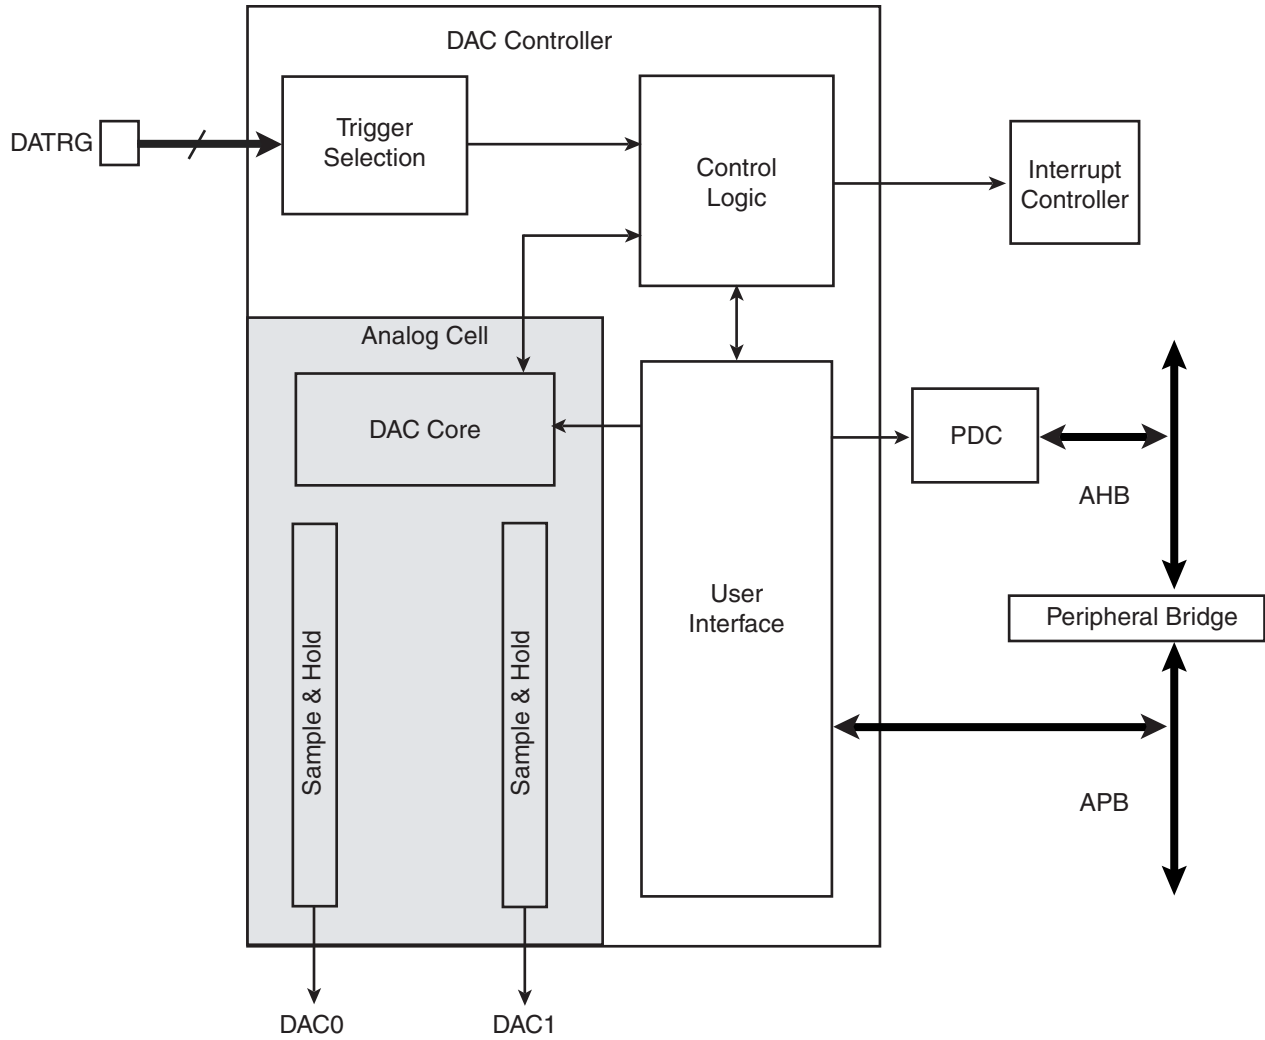 DAC Controller
DATRG
Trigger
Selection
Control
Logic
Interrupt
Controller
Analog Cell
DAC Core
PDC
AHB
User
Interface
Peripheral Bridge
Sample & Hold
Sample & Hold
APB
DAC0
DAC1